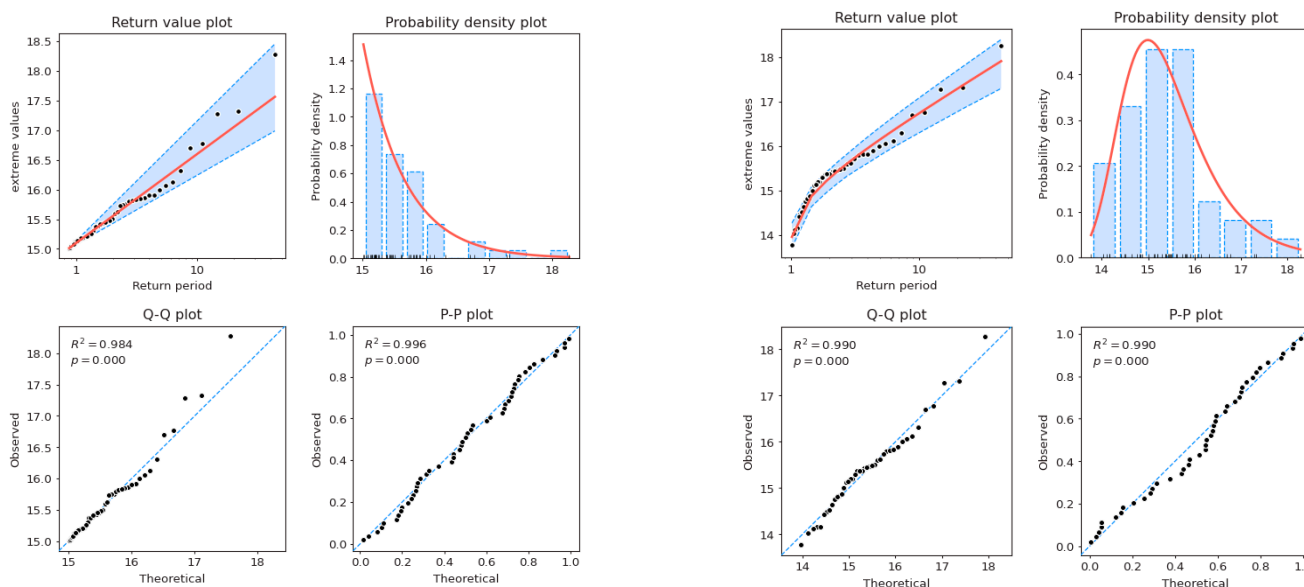 Return value plot
extreme values
18.5
18.0
17.5
17.0
16.5
16.0
15.5
15.0
1
10
Return period
Probability density plot
Probability density
1.4
1.2
1.0
0.8
0.6
0.4
0.2
0.0
15 16 17 18
Return value plot
extreme values
18
17
16
15
14
1
10
Return period
Probability density plot
Probability density
0.4
0.3
0.2
0.1
0.0
14 15 16 17 18
Q-Q plot
R² = 0.984
p = 0.000
Observed
18.0
17.5
17.0
16.5
16.0
15.5
15.0
15 16 17 18
Theoretical
P-P plot
R² = 0.996
p = 0.000
Observed
1.0
0.8
0.6
0.4
0.2
0.0
0.0 0.2 0.4 0.6 0.8 1.0
Theoretical
Q-Q plot
R² = 0.990
p = 0.000
Observed
18
17
16
15
14
14 15 16 17 18
Theoretical
P-P plot
R² = 0.990
p = 0.000
Observed
1.0
0.8
0.6
0.4
0.2
0.0
0.0 0.2 0.4 0.6 0.8
Theoretical